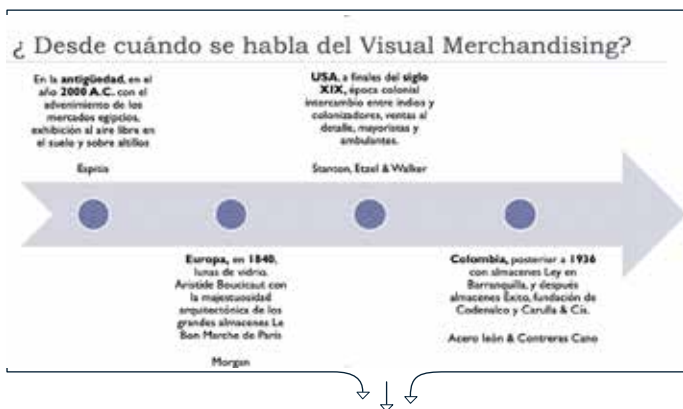 ¿ Desde cuándo se habla del Visual Merchandising?
En la antigüedad, en el
año 2000 A.C. con el
advenimiento de los
mercados egipcios,
exhibición al aire libre en
el suelo y sobre altillos
Espitia
USA, a finales del siglo
XIX, época colonial
intercambio entre indios y
colonizadores, ventas al
detalle, mayoristas y
ambulantes.
Stanton, Etzel & Walker
Europa, en 1840,
lunas de vidrio.
Aristide Boucicaut con
la majestuosidad
arquitectónica de los
grandes almacenes Le
Bon Marche de Paris
Morgan
Colombia, posterior a 1936
con almacenes Ley en
Barranquilla, y después
almacenes Éxito, fundación de
Cadenalco y Carulla & Cia.
Acero león & Contreras Cano